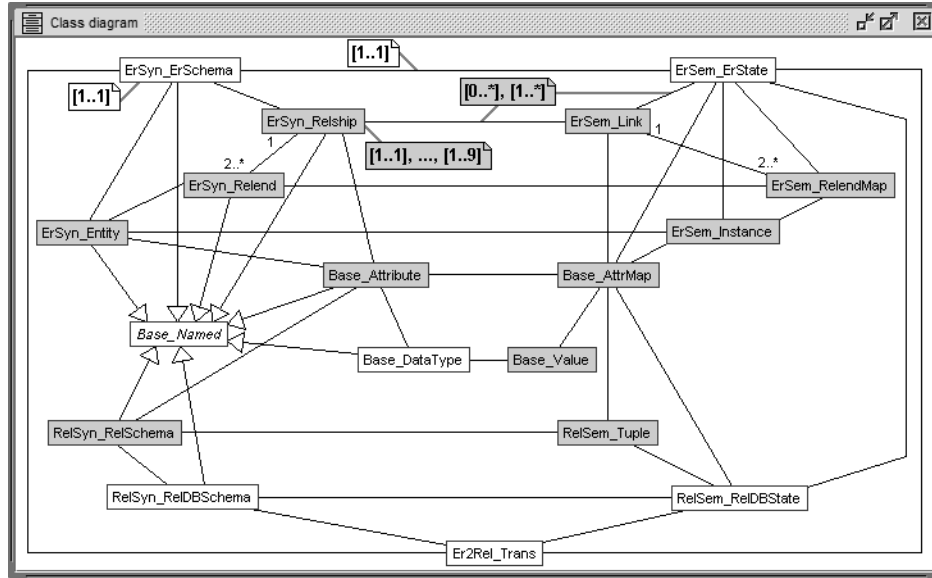 Class diagram
[1..1]
ErSyn_ErSchema
ErSem_ErState
[1..1]
[0..*], [1..*]
ErSyn_Relship
ErSem_Link
1
1
[1..1], ..., [1..9]
2..*
2..*
ErSyn_Relend
ErSem_RelendMap
ErSyn_Entity
ErSem_Instance
Base_Attribute
Base_AttrMap
Base_Named
Base_DataType
Base_Value
RelSyn_RelSchema
RelSem_Tuple
RelSyn_RelDBSchema
RelSem_RelDBState
Er2Rel_Trans